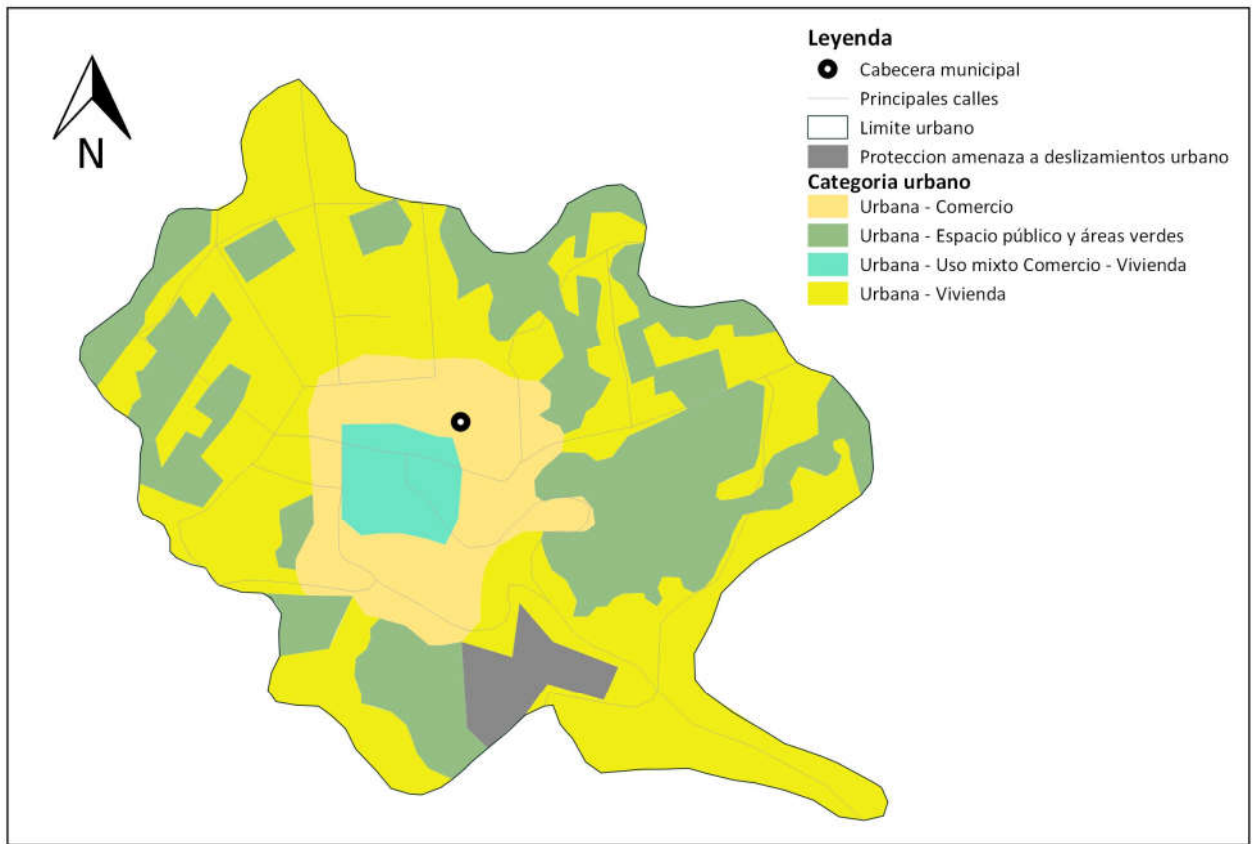 N
Leyenda
Cabecera municipal
Principales calles
Limite urbano
Proteccion amenaza a deslizamientos urbano
Categoria urbano
Urbana - Comercio
Urbana - Espacio público y áreas verdes
Urbana - Uso mixto Comercio - Vivienda
Urbana - Vivienda